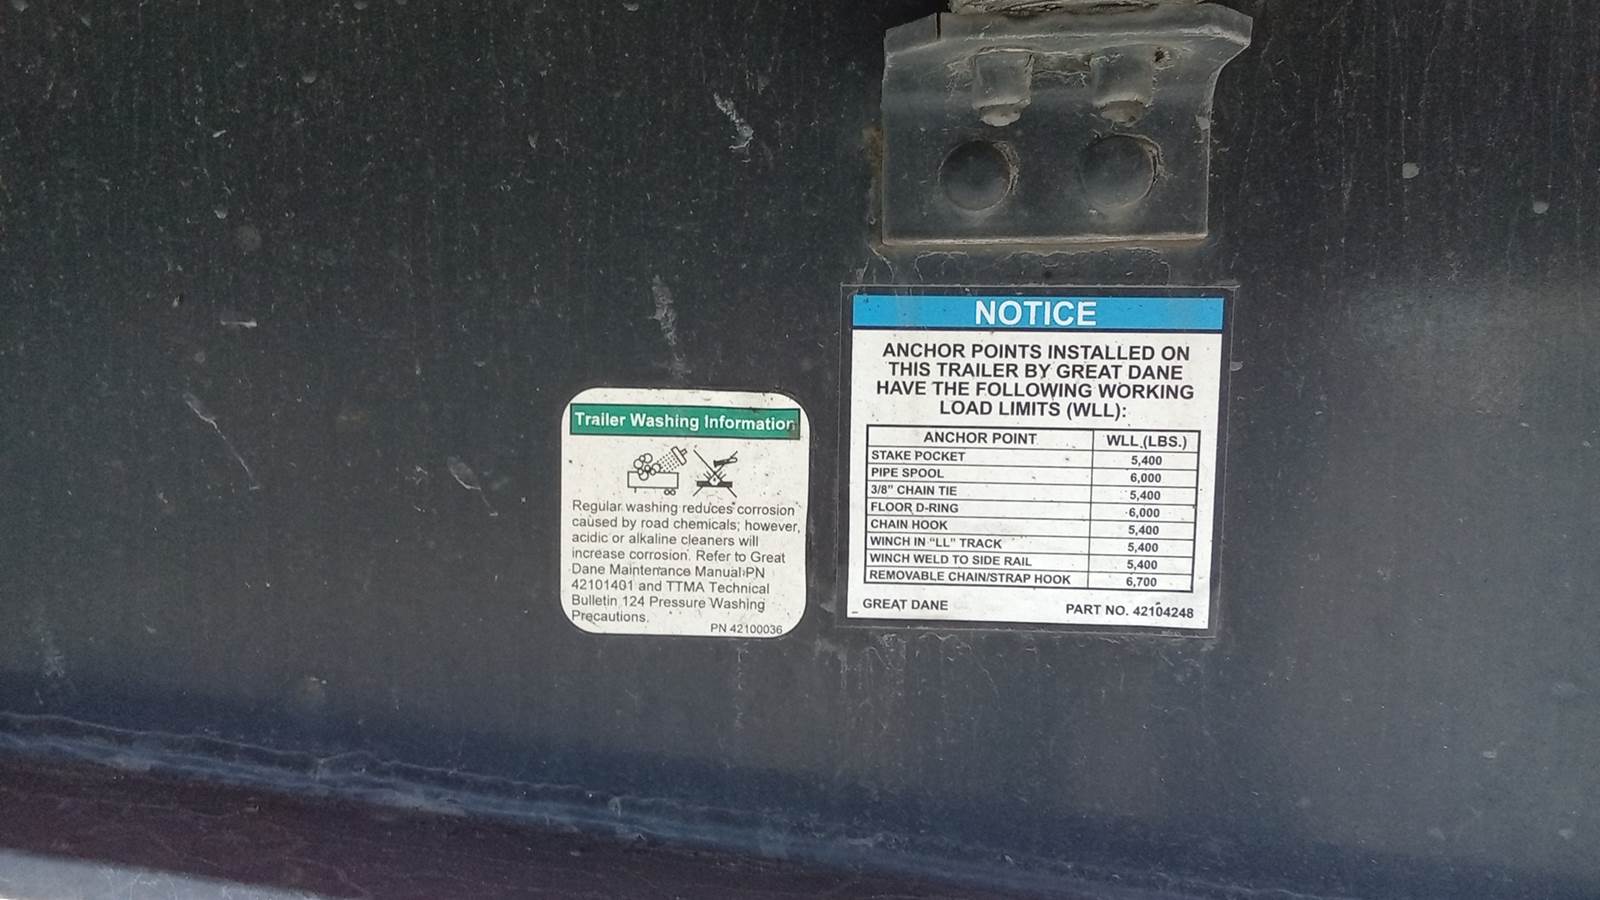 Trailer Washing Information
Regular washing reduces corrosion
caused by road chemicals; however,
acidic or alkaline cleaners will
increase corrosion. Refer to Great
Dane Maintenance Manual PN
42101401 and TTMA Technical
Bulletin 124 Pressure Washing
Precautions.
PN 42100036
NOTICE
ANCHOR POINTS INSTALLED ON
THIS TRAILER BY GREAT DANE
HAVE THE FOLLOWING WORKING
LOAD LIMITS (WLL):
ANCHOR POINT WLL (LBS.)
STAKE POCKET 5,400
PIPE SPOOL 6,000
3/8" CHAIN TIE 5,400
FLOOR D-RING 6,000
CHAIN HOOK 5,400
WINCH IN "LL" TRACK 5,400
WINCH WELD TO SIDE RAIL 5,400
REMOVABLE CHAIN/STRAP HOOK 6,700
GREAT DANE PART NO. 42104248